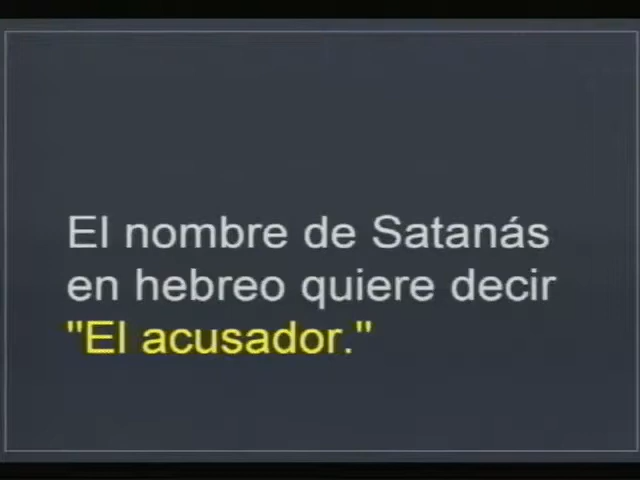 El nombre de Satanás
en hebreo quiere decir
"El acusador."